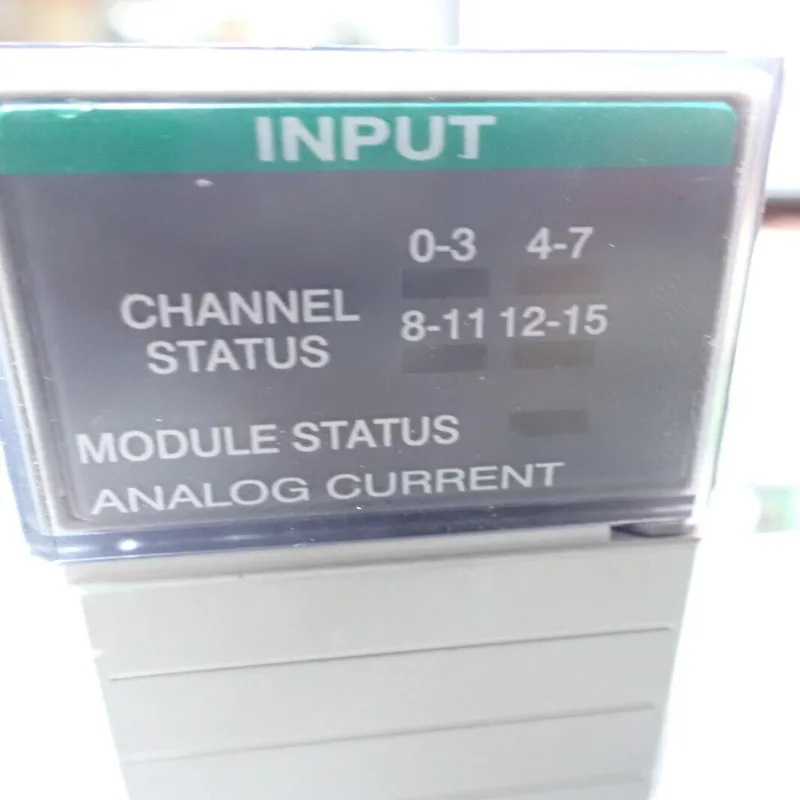 INPUT
0-3 4-7
CHANNEL STATUS
8-11 12-15
MODULE STATUS
ANALOG CURRENT